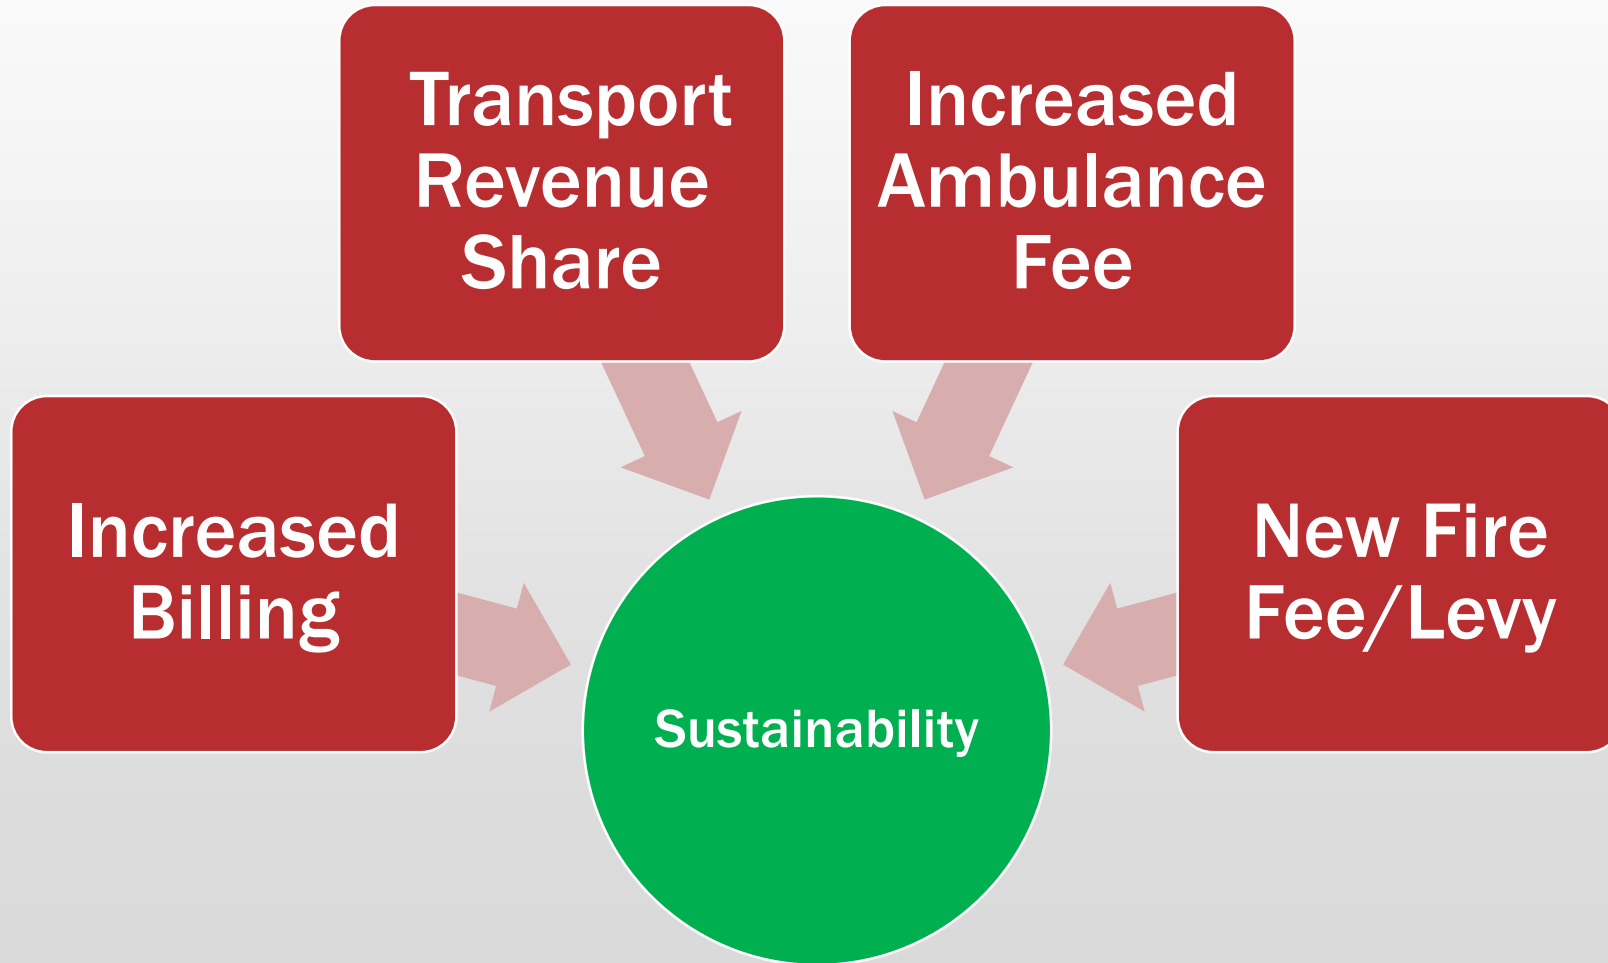 Transport
Revenue
Share
Increased
Ambulance
Fee
Increased
Billing
New Fire
Fee/Levy
Sustainability